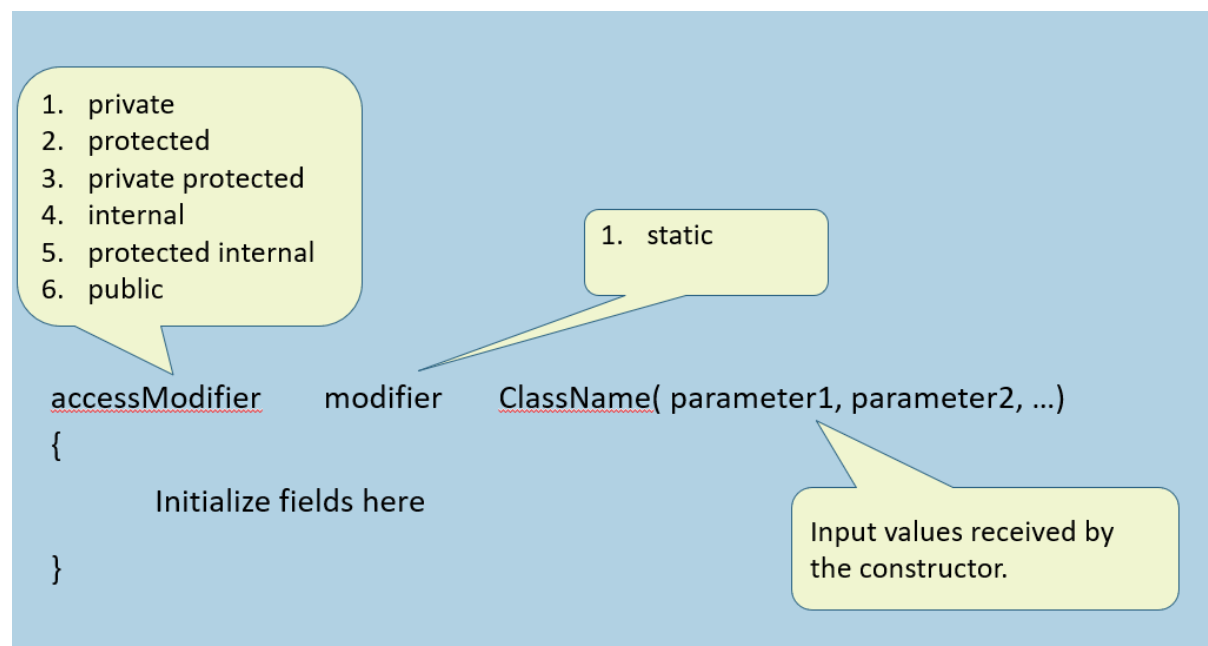 1. private
2. protected
3. private protected
4. internal
5. protected internal
6. public
1. static
accessModifier modifier ClassName( parameter1, parameter2, …)
{
Initialize fields here
}
Input values received by
the constructor.